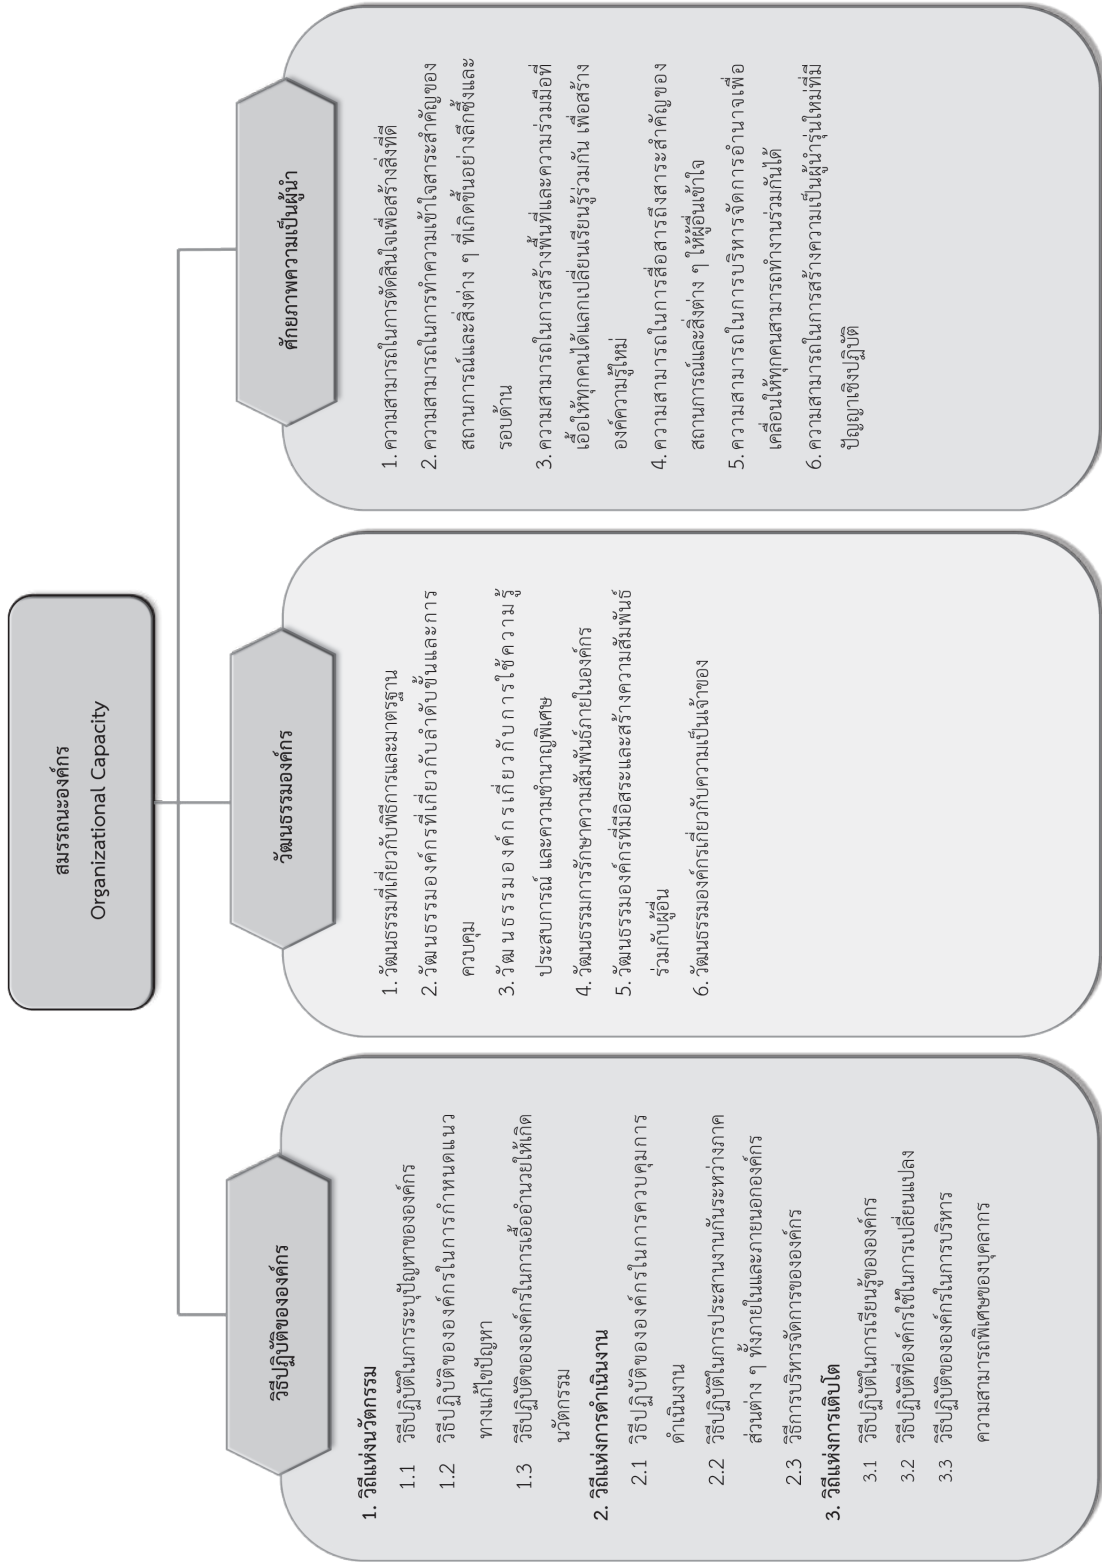 สมรรถนะองค์กร
Organizational Capacity
วิธีปฏิบัติขององค์กร
1. วิถีแห่งนวัตกรรม
1.1 วิธีปฏิบัติในการระบุปัญหาขององค์กร
1.2 วิธีปฏิบัติขององค์กรในการกำหนดแนว
ทางแก้ไขปัญหา
1.3 วิธีปฏิบัติขององค์กรในการเอื้ออำนวยให้เกิด
นวัตกรรม
2. วิถีแห่งการดำเนินงาน
2.1 วิธีปฏิบัติขององค์กรในการควบคุมการ
ดำเนินงาน
2.2 วิธีปฏิบัติในการประสานงานกันระหว่างภาค
ส่วนต่าง ๆ ทั้งภายในและภายนอกองค์กร
2.3 วิธีการบริหารจัดการขององค์กร
3. วิถีแห่งการเติบโต
3.1 วิธีปฏิบัติในการเรียนรู้ขององค์กร
3.2 วิธีปฏิบัติที่องค์กรใช้ในการเปลี่ยนแปลง
3.3 วิธีปฏิบัติขององค์กรในการบริหาร
ความสามารถพิเศษของบุคลากร
วัฒนธรรมองค์กร
1. วัฒนธรรมที่เกี่ยวกับพิธีการและมาตรฐาน
2. วัฒนธรรมองค์กรที่เกี่ยวกับลำดับชั้นและการ
ควบคุม
3. วัฒนธรรมองค์กรเกี่ยวกับการใช้ความรู้
ประสบการณ์ และความชำนาญพิเศษ
4. วัฒนธรรมการรักษาความสัมพันธ์ภายในองค์กร
5. วัฒนธรรมองค์กรที่มีอิสระและสร้างความสัมพันธ์
ร่วมกับผู้อื่น
6. วัฒนธรรมองค์กรเกี่ยวกับความเป็นเจ้าของ
ศักยภาพความเป็นผู้นำ
1. ความสามารถในการตัดสินใจเพื่อสร้างสิ่งที่ดี
2. ความสามารถในการทำความเข้าใจสาระสำคัญของ
สถานการณ์และสิ่งต่าง ๆ ที่เกิดขึ้นอย่างลึกซึ้งและ
รอบด้าน
3. ความสามารถในการสร้างพื้นที่และความร่วมมือที่
เอื้อให้ทุกคนได้แลกเปลี่ยนเรียนรู้ร่วมกัน เพื่อสร้าง
องค์ความรู้ใหม่
4. ความสามารถในการสื่อสารถึงสาระสำคัญของ
สถานการณ์และสิ่งต่าง ๆ ให้ผู้อื่นเข้าใจ
5. ความสามารถในการบริหารจัดการอำนาจเพื่อ
เคลื่อนให้ทุกคนสามารถทำงานร่วมกันได้
6. ความสามารถในการสร้างความเป็นผู้นำรุ่นใหม่ที่มี
ปัญญาเชิงปฏิบัติ